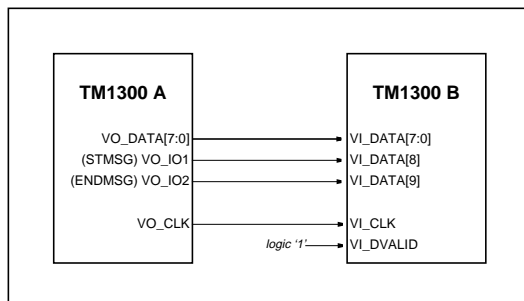 TM1300 A TM1300 B
VO_DATA[7:0] VI_DATA[7:0]
(STMSG) VO_IO1 VI_DATA[8]
(ENDMSG) VO_IO2 VI_DATA[9]
VO_CLK VI_CLK
logic ‘1’ VI_DVALID